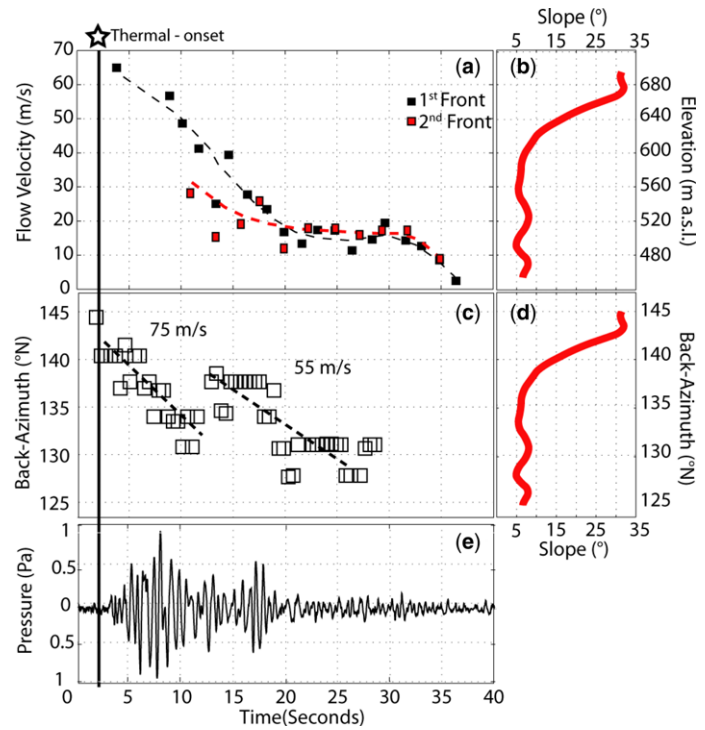 Thermal - onset
Slope (°)
5 15 25 35
70
60
50
40
30
20
10
0
Flow Velocity (m/s)
(a)
1st Front
2nd Front
(b)
680
640
600
560
520
480
Elevation (m a.s.l.)
145
140
135
130
125
Back-Azimuth (°N)
(c)
75 m/s
55 m/s
(d)
145
140
135
130
125
Back-Azimuth (°N)
5 15 25 35
Slope (°)
1
0.5
0
0.5
1
Pressure (Pa)
(e)
0 5 10 15 20 25 30 35 40
Time(Seconds)